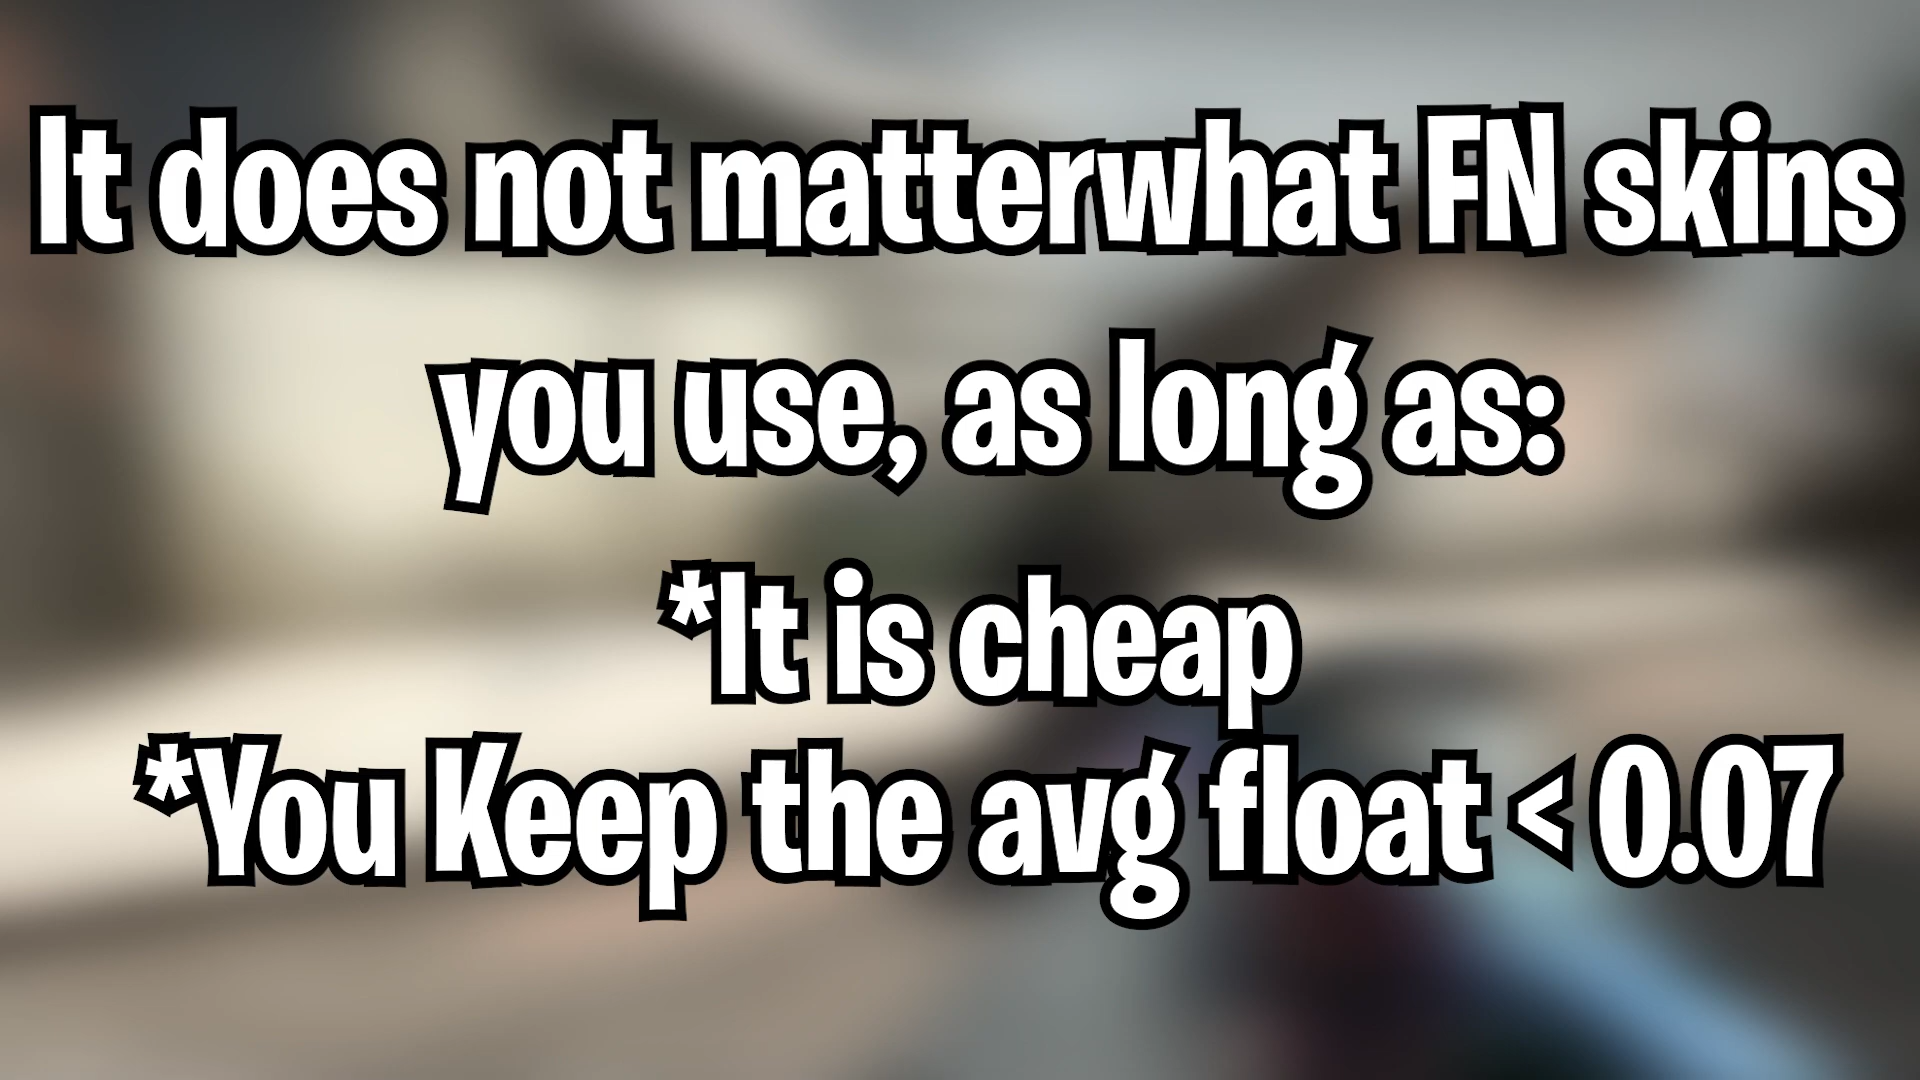 It does not matterwhat FN skins
you use, as long as:
*It is cheap
*You Keep the avg float < 0.07